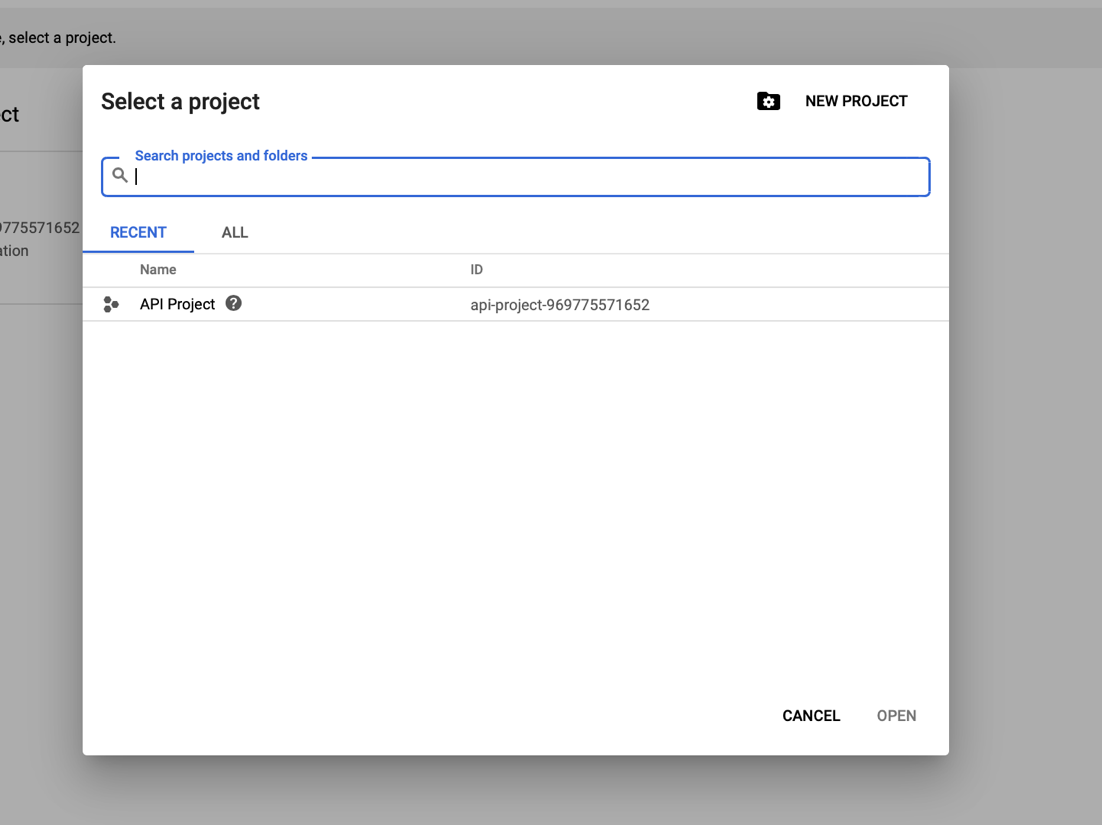 , select a project.
ct
9775571652
ation
Select a project
NEW PROJECT
Search projects and folders
RECENT ALL
Name ID
API Project api-project-969775571652
CANCEL OPEN